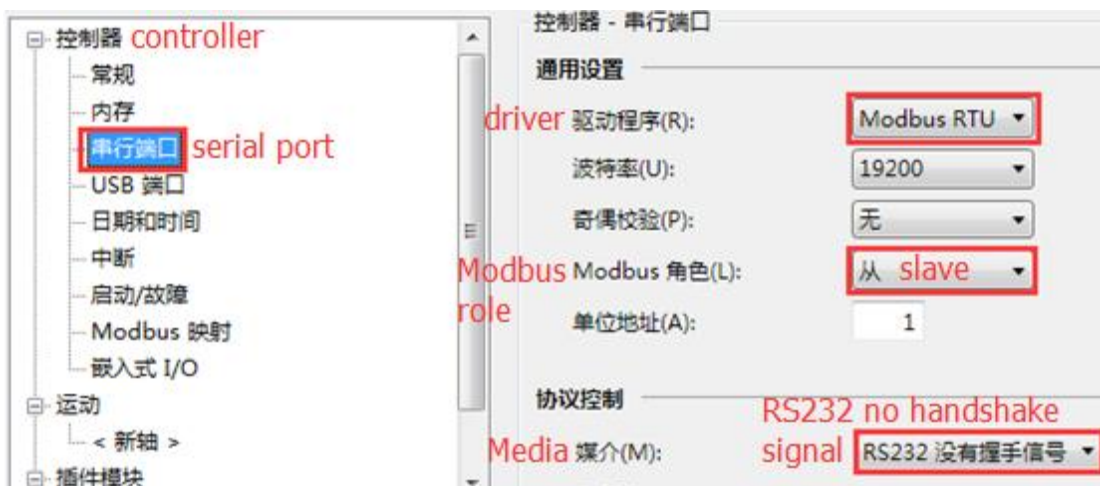 控制器 controller
常规
内存
串行端口 serial port
USB 端口
日期和时间
中断
启动/故障
Modbus 映射
嵌入式 I/O
运动
< 新轴 >
插件模块
控制器 - 串行端口
通用设置
driver 驱动程序(R): Modbus RTU
波特率(U): 19200
奇偶校验(P): 无
Modbus role Modbus 角色(L): 从 slave
单位地址(A): 1
协议控制
RS232 no handshake
Media 媒介(M): signal RS232 没有握手信号